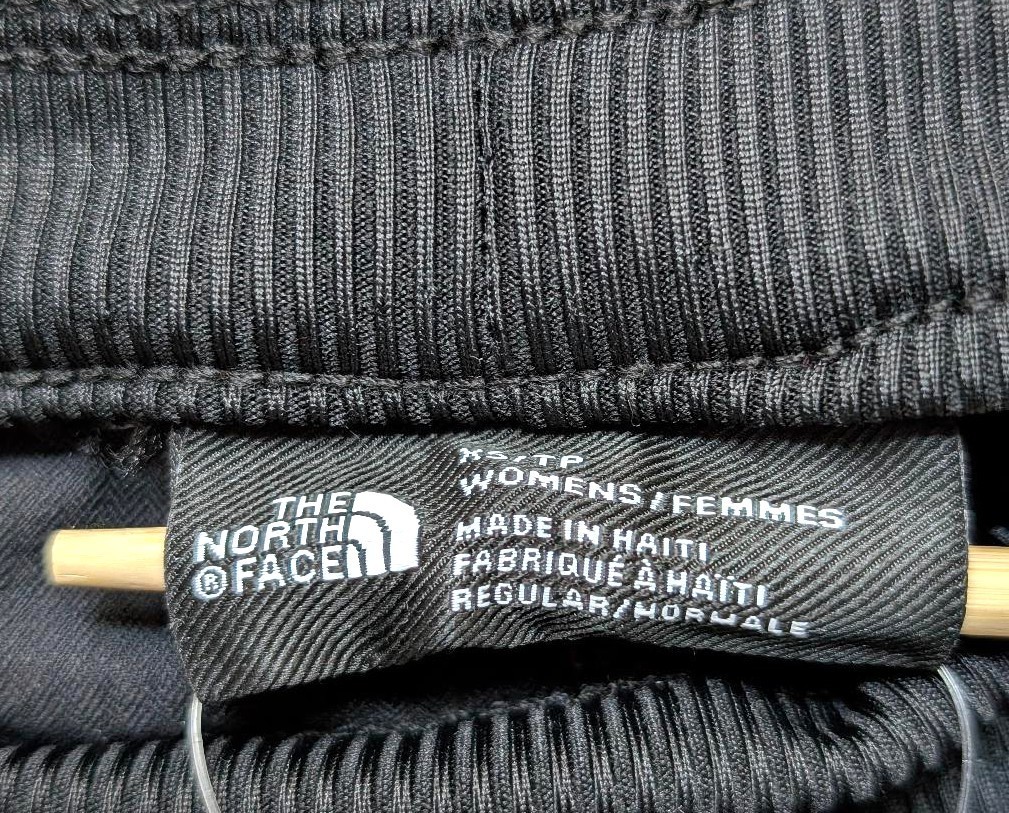 THE
NORTH
® FACE
XS/TP
WOMENS/FEMMES
MADE IN HAITI
FABRIQUÉ À HAÏTI
REGULAR/NORMALE